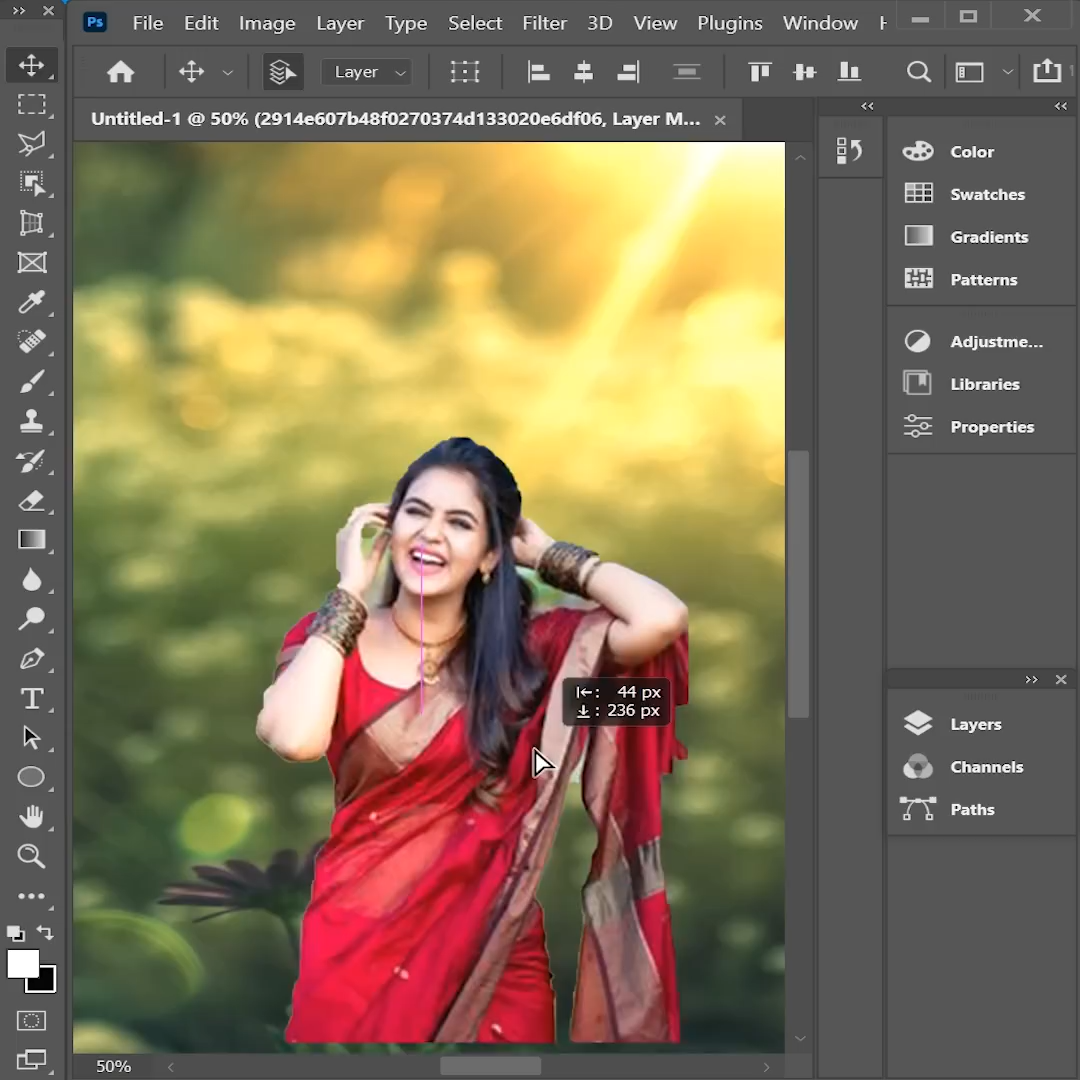 Ps File Edit Image Layer Type Select Filter 3D View Plugins Window H
Layer
Untitled-1 @ 50% (2914e607b48f0270374d133020e6df06, Layer M...
Color
Swatches
Gradients
Patterns
Adjustme...
Libraries
Properties
44 px
236 px
Layers
Channels
Paths
50%